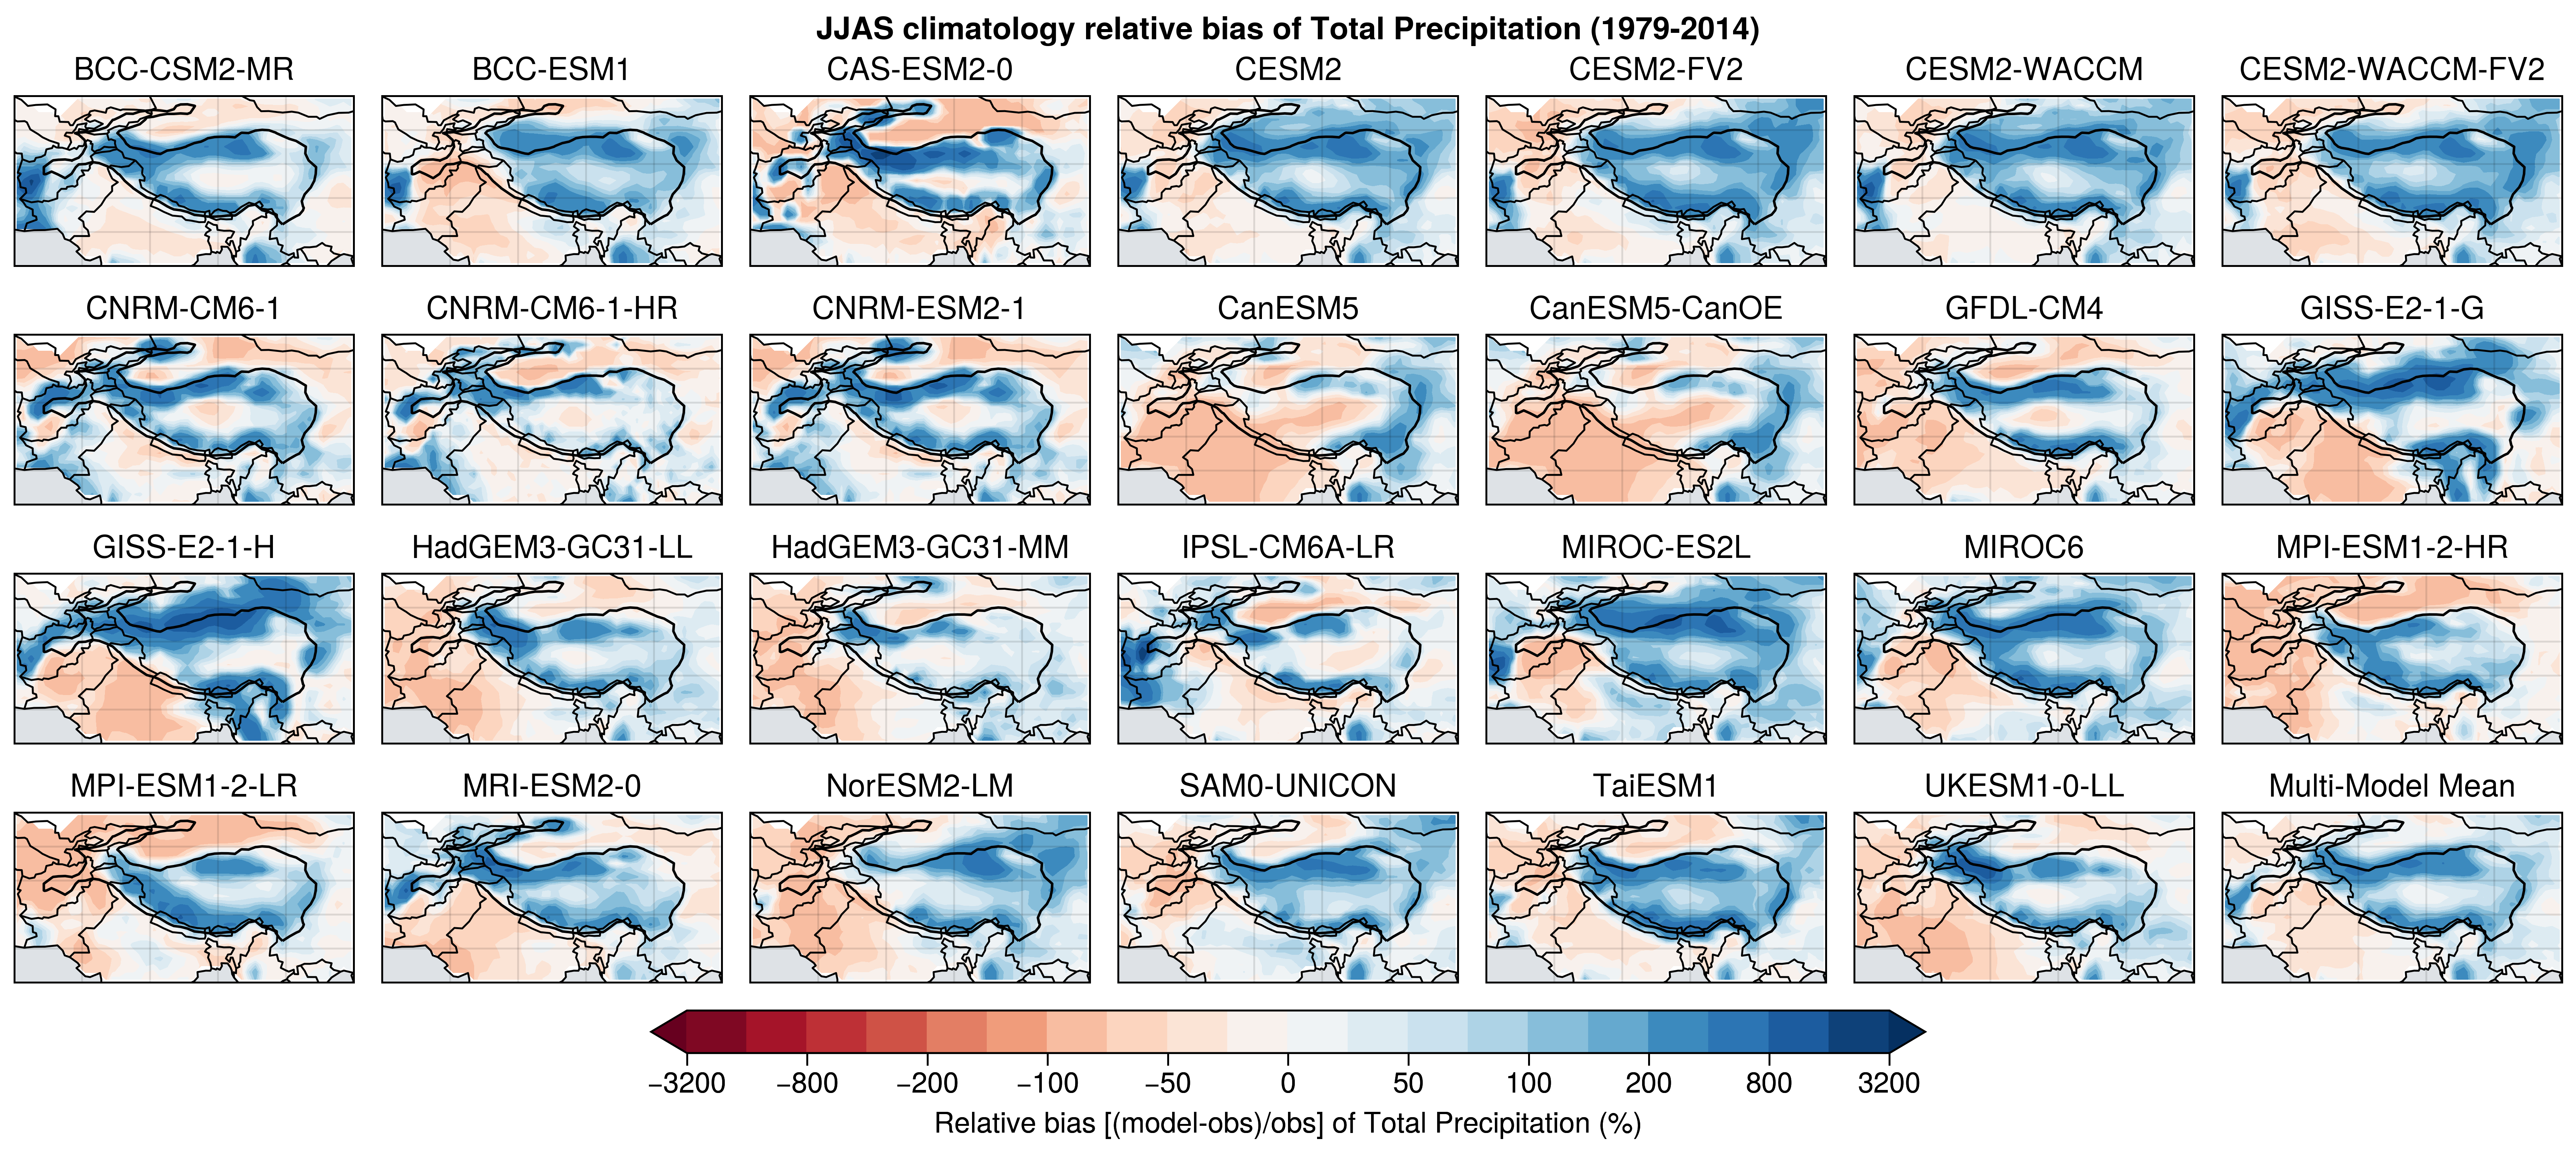 JJAS climatology relative bias of Total Precipitation (1979-2014)
BCC-CSM2-MR BCC-ESM1 CAS-ESM2-0 CESM2 CESM2-FV2 CESM2-WACCM CESM2-WACCM-FV2
CNRM-CM6-1 CNRM-CM6-1-HR CNRM-ESM2-1 CanESM5 CanESM5-CanOE GFDL-CM4 GISS-E2-1-G
GISS-E2-1-H HadGEM3-GC31-LL HadGEM3-GC31-MM IPSL-CM6A-LR MIROC-ES2L MIROC6 MPI-ESM1-2-HR
MPI-ESM1-2-LR MRI-ESM2-0 NorESM2-LM SAM0-UNICON TaiESM1 UKESM1-0-LL Multi-Model Mean
−3200 −800 −200 −100 −50 0 50 100 200 800 3200
Relative bias [(model-obs)/obs] of Total Precipitation (%)